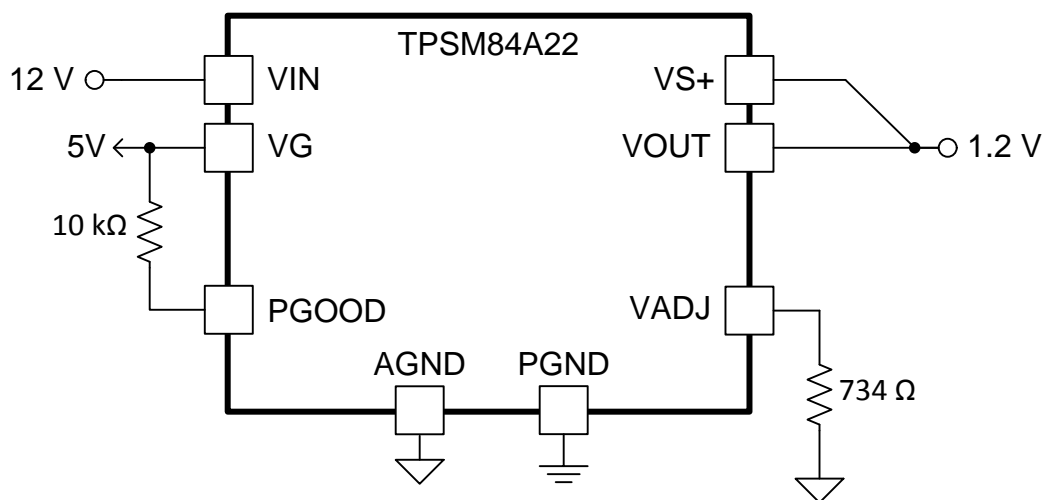 TPSM84A22
12 V
VIN
VS+
5V
VG
VOUT
1.2 V
10 kΩ
PGOOD
VADJ
AGND
PGND
734 Ω